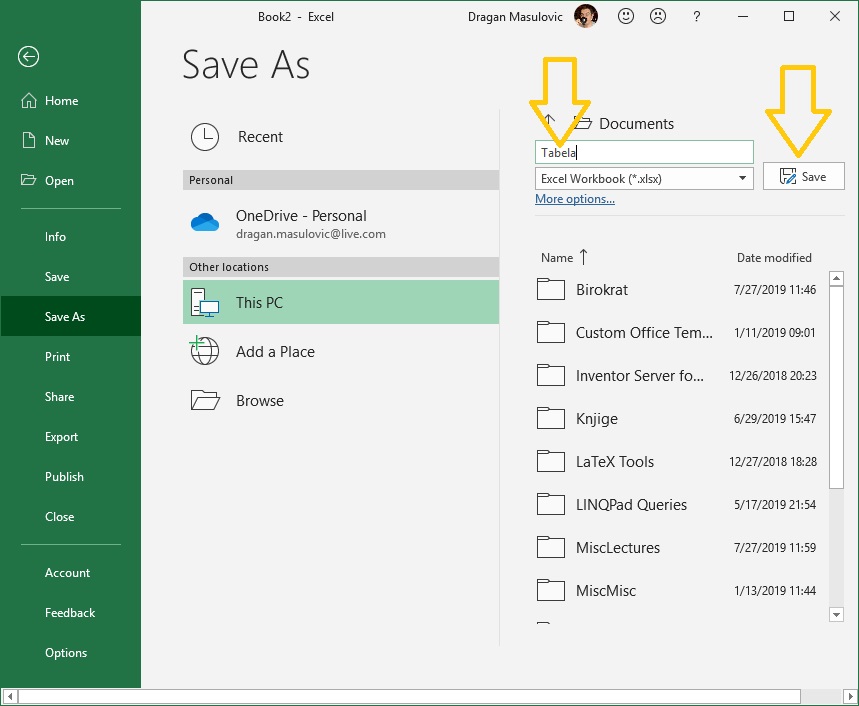 Book2 - Excel
Dragan Masulovic
?
Save As
Home
New
Open
Info
Save
Save As
Print
Share
Export
Publish
Close
Account
Feedback
Options
Recent
Personal
OneDrive - Personal
dragan.masulovic@live.com
Other locations
This PC
Add a Place
Browse
Documents
Tabela
Excel Workbook (*.xlsx)
Save
More options...
Name Date modified
Birokrat 7/27/2019 11:46
Custom Office Tem... 1/11/2019 09:01
Inventor Server fo... 12/26/2018 20:23
Knjige 6/29/2019 15:47
LaTeX Tools 12/27/2018 18:28
LINQPad Queries 5/17/2019 21:54
MiscLectures 7/27/2019 11:59
MiscMisc 1/13/2019 11:44